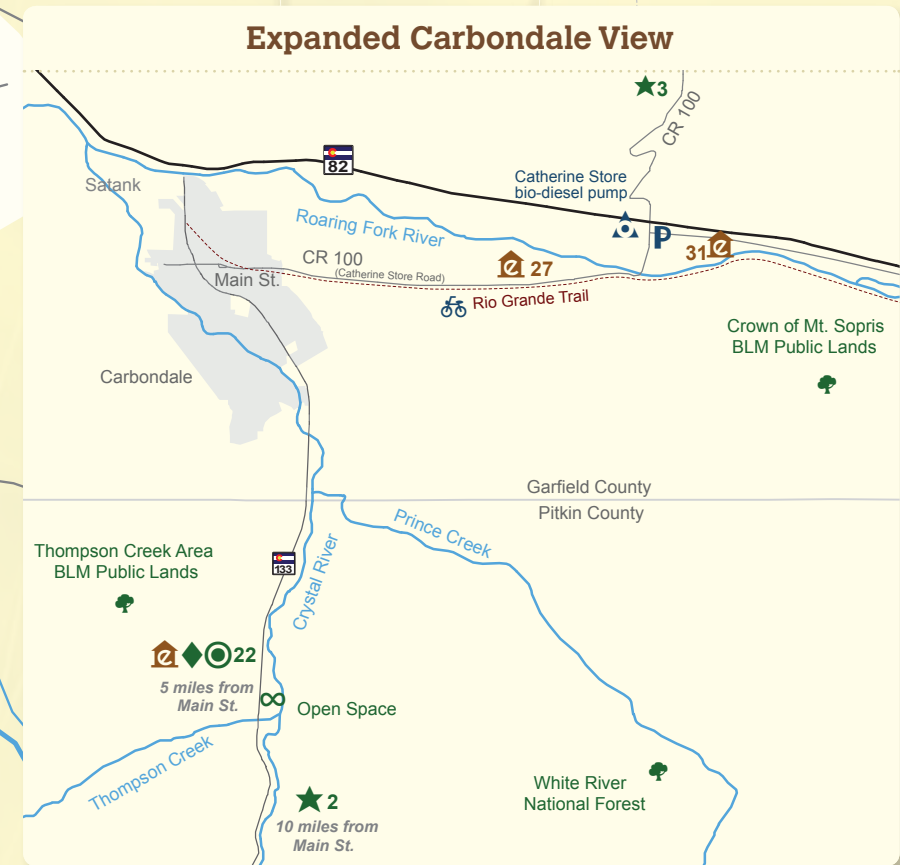 Expanded Carbondale View
3
CR 100
82
Catherine Store
bio-diesel pump
Satank
Roaring Fork River
P
31
CR 100
(Catherine Store Road)
27
Main St.
Rio Grande Trail
Crown of Mt. Sopris
BLM Public Lands
Carbondale
Garfield County
Pitkin County
Prince Creek
Thompson Creek Area
BLM Public Lands
133
Crystal River
22
5 miles from
Main St.
Open Space
Thompson Creek
White River
National Forest
2
10 miles from
Main St.